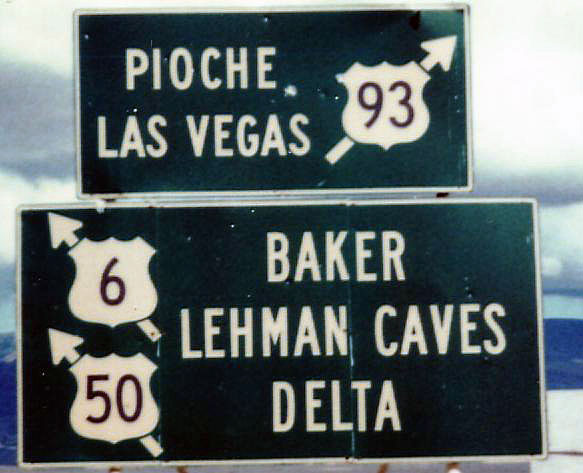 PIOCHE
LAS VEGAS
93
6
50
BAKER
LEHMAN CAVES
DELTA